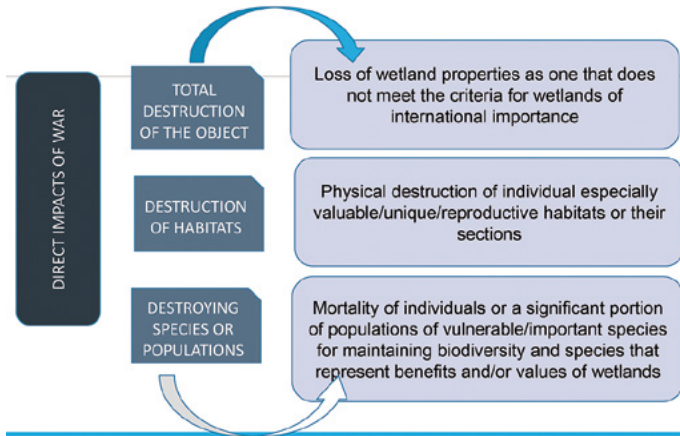 DIRECT IMPACTS OF WAR
TOTAL
DESTRUCTION
OF THE OBJECT
Loss of wetland properties as one that does
not meet the criteria for wetlands of
international importance
DESTRUCTION
OF HABITATS
Physical destruction of individual especially
valuable/unique/reproductive habitats or their
sections
DESTROYING
SPECIES OR
POPULATIONS
Mortality of individuals or a significant portion
of populations of vulnerable/important species
for maintaining biodiversity and species that
represent benefits and/or values of wetlands